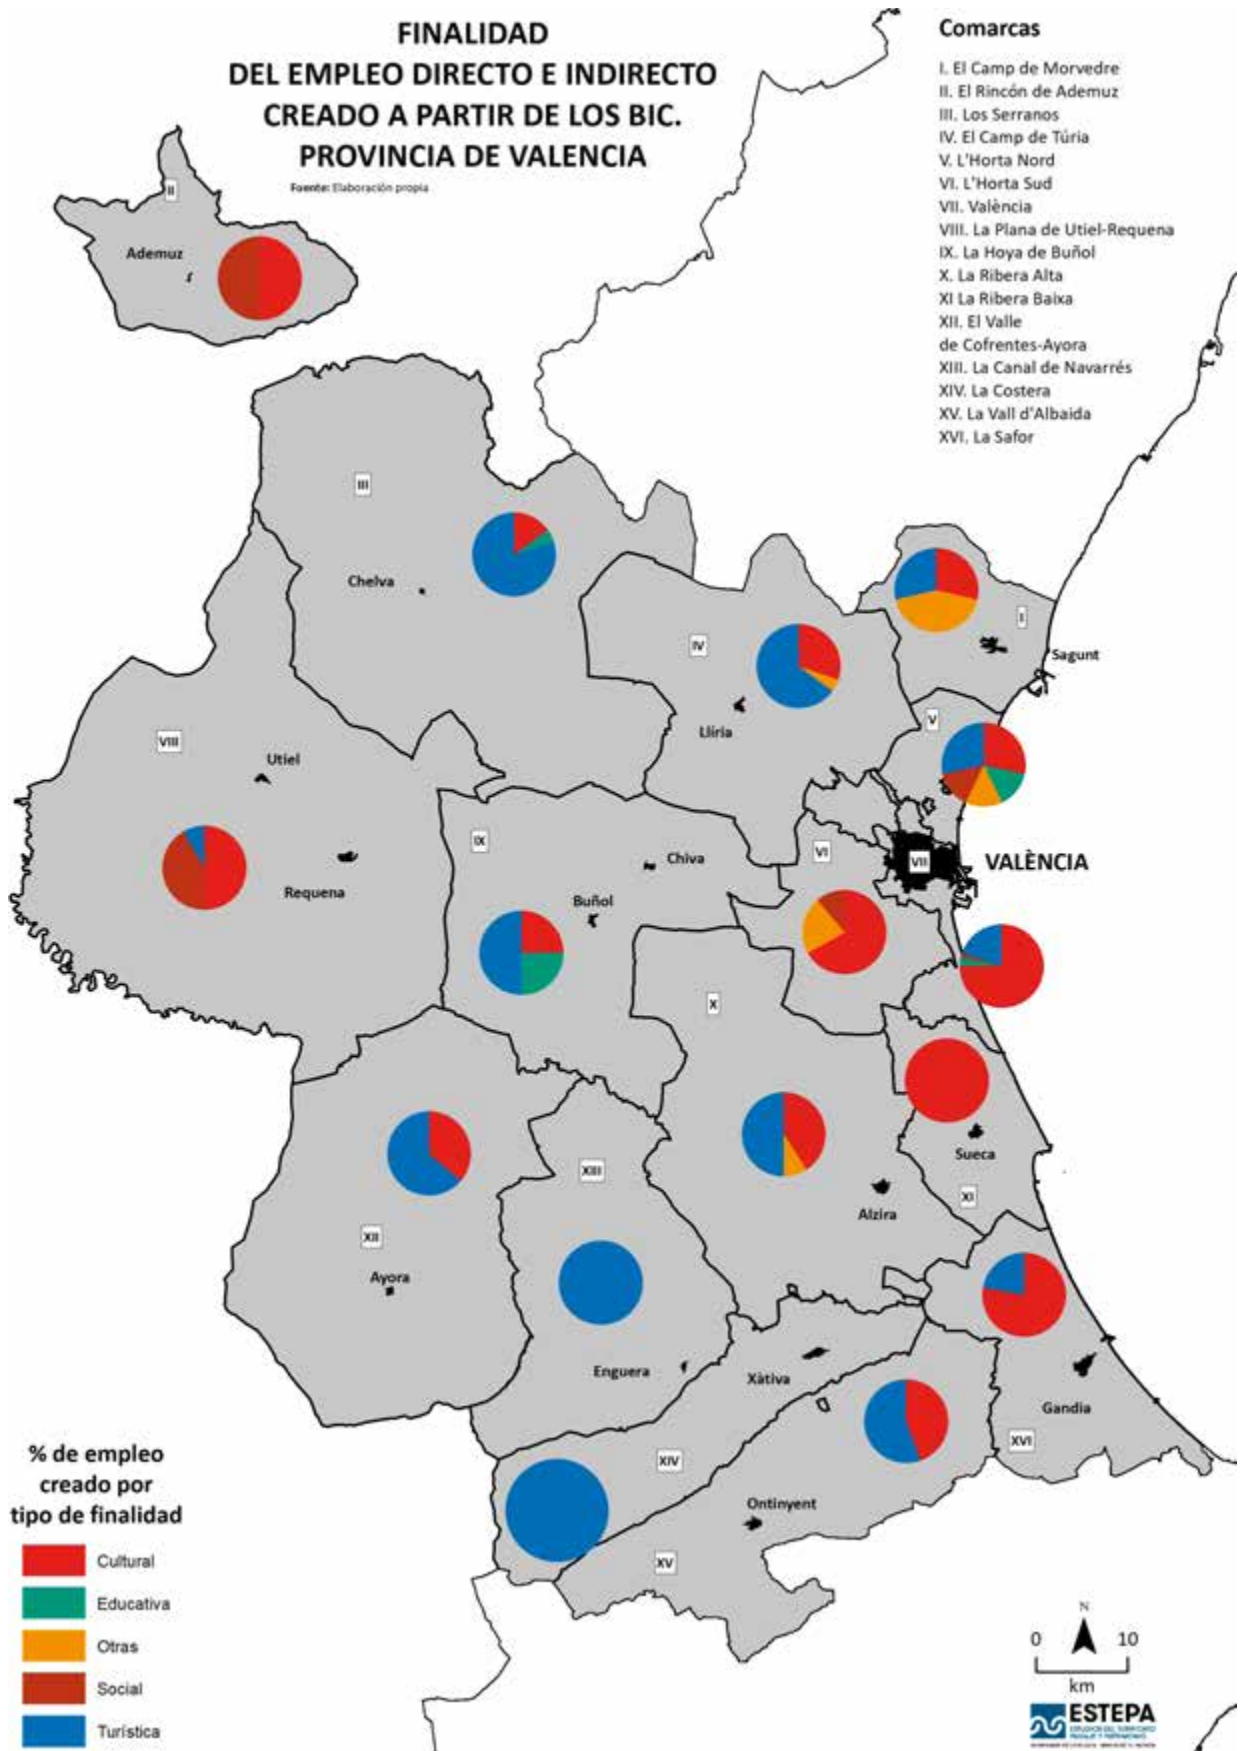 FINALIDAD
DEL EMPLEO DIRECTO E INDIRECTO
CREADO A PARTIR DE LOS BIC.
PROVINCIA DE VALENCIA
Fuente: Elaboración propia
Comarcas
I. El Camp de Morvedre
II. El Rincón de Ademuz
III. Los Serranos
IV. El Camp de Túria
V. L'Horta Nord
VI. L'Horta Sud
VII. València
VIII. La Plana de Utiel-Requena
IX. La Hoya de Buñol
X. La Ribera Alta
XI La Ribera Baixa
XII. El Valle
de Cofrentes-Ayora
XIII. La Canal de Navarrés
XIV. La Costera
XV. La Vall d'Albaida
XVI. La Safor
II
Ademuz
III
Chelva
IV
Llíria
I
Sagunt
V
VIII
Utiel
Requena
IX
Chiva
Buñol
VI
VII
VALÈNCIA
X
Alzira
Sueca
XI
XII
Ayora
XIII
Enguera
Xàtiva
XIV
Gandia
XVI
Ontinyent
XV
% de empleo
creado por
tipo de finalidad
Cultural
Educativa
Otras
Social
Turística
N
0 10
km
ESTEPA
ESTUDIOS DEL TERRITORIO
PAISAJE Y PATRIMONIO